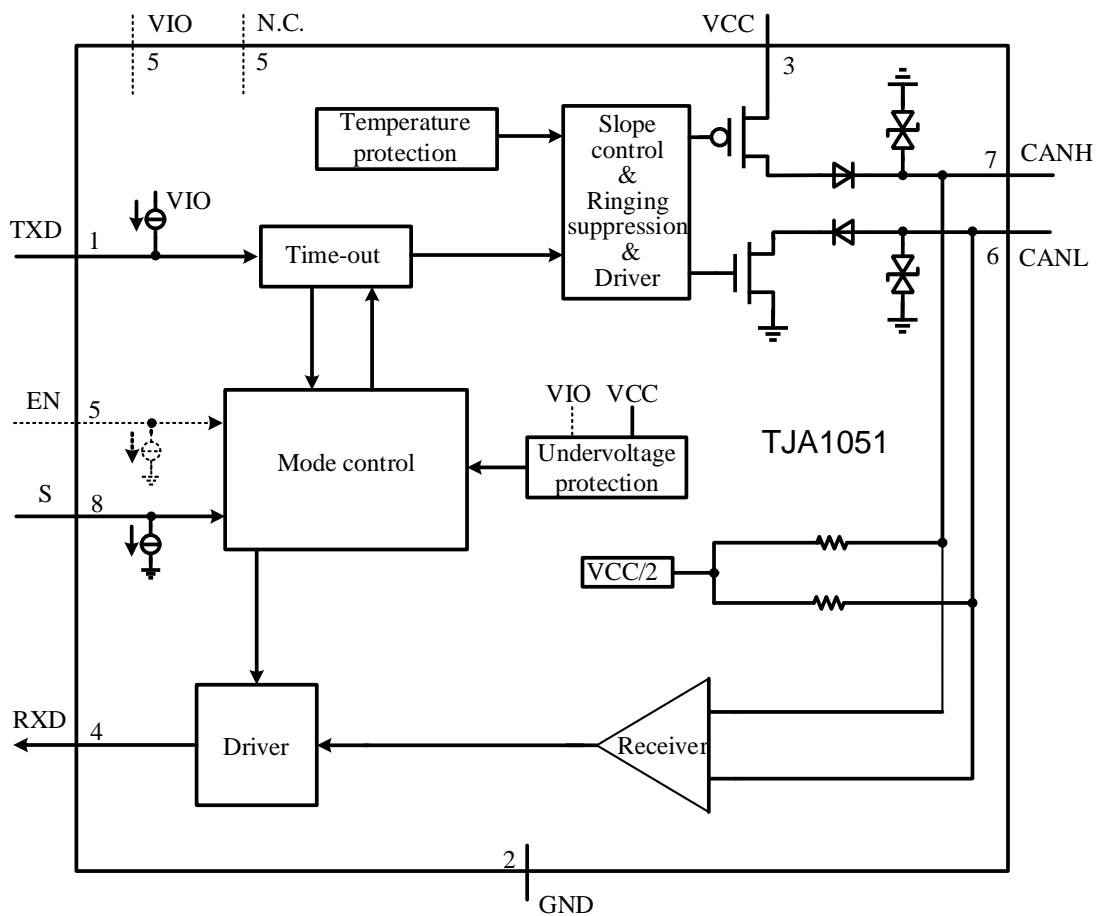 VIO
N.C.
VCC
5
5
3
Temperature
protection
Slope
control
&
Ringing
suppression
&
Driver
7
CANH
VIO
TXD
1
Time-out
6
CANL
EN
5
VIO
VCC
TJA1051
Mode control
Undervoltage
protection
S
8
VCC/2
RXD
4
Driver
Receiver
2
GND